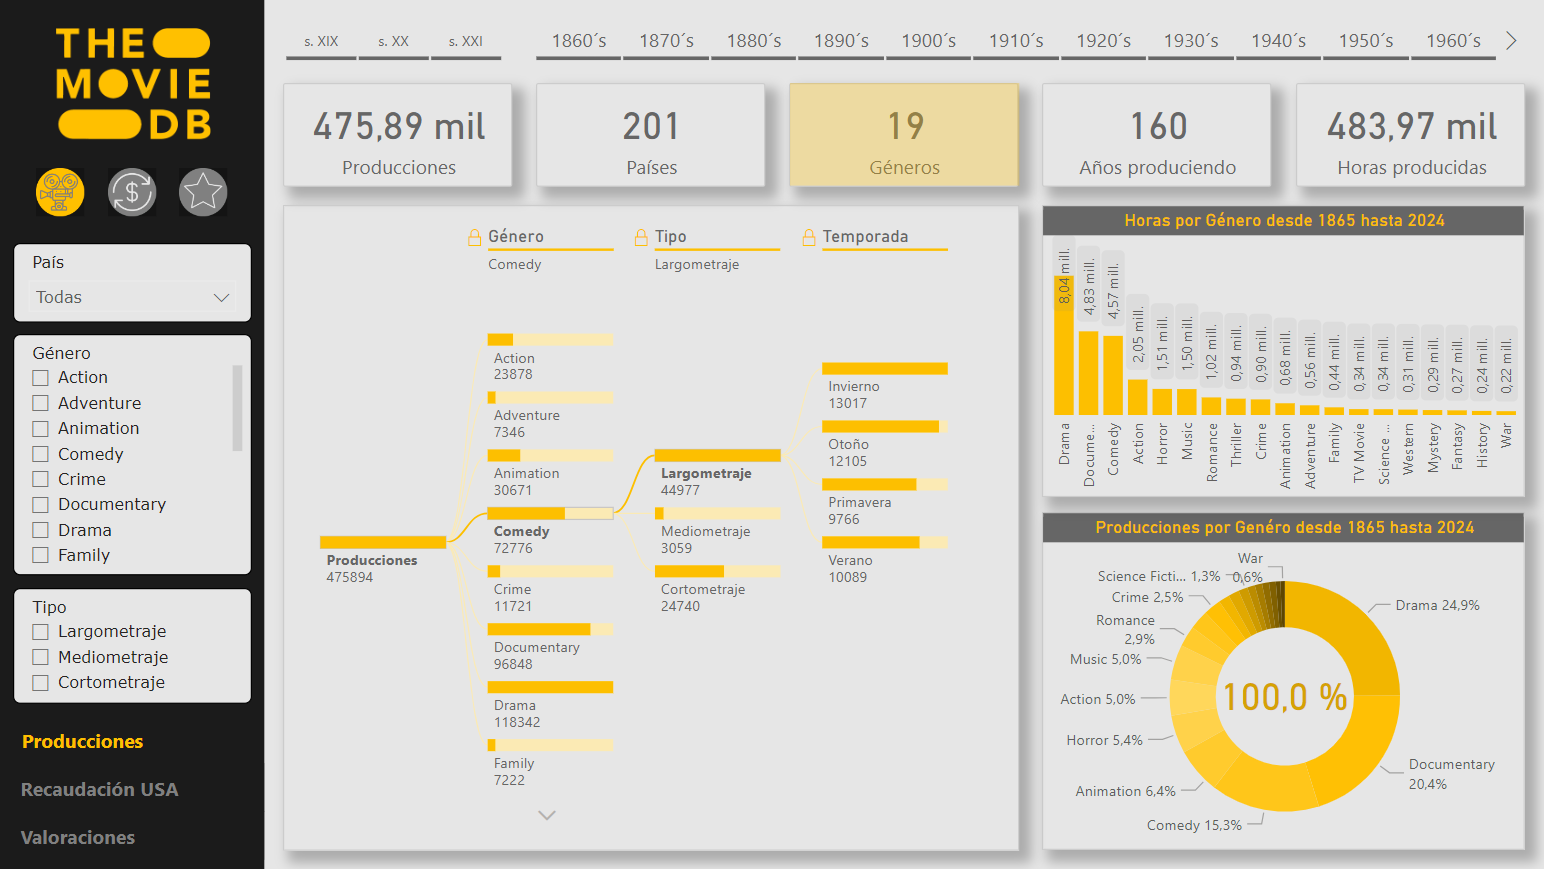 THE
MOVIE
DB
s. XIX
s. XX
s. XXI
1860´s
1870´s
1880´s
1890´s
1900´s
1910´s
1920´s
1930´s
1940´s
1950´s
1960´s
475,89 mil
Producciones
201
Países
19
Géneros
160
Años produciendo
483,97 mil
Horas producidas
País
Todas
Género
Action
Adventure
Animation
Comedy
Crime
Documentary
Drama
Family
Tipo
Largometraje
Mediometraje
Cortometraje
Producciones
Recaudación USA
Valoraciones
Género
Comedy
Tipo
Largometraje
Temporada
Producciones
475894
Action
23878
Adventure
7346
Animation
30671
Comedy
72776
Crime
11721
Documentary
96848
Drama
118342
Family
7222
Largometraje
44977
Mediometraje
3059
Cortometraje
24740
Invierno
13017
Otoño
12105
Primavera
9766
Verano
10089
Horas por Género desde 1865 hasta 2024
8,04 mill.
4,83 mill.
4,57 mill.
2,05 mill.
1,51 mill.
1,50 mill.
1,02 mill.
0,94 mill.
0,90 mill.
0,68 mill.
0,56 mill.
0,44 mill.
0,34 mill.
0,34 mill.
0,31 mill.
0,29 mill.
0,27 mill.
0,24 mill.
0,22 mill.
Drama
Docume...
Comedy
Action
Horror
Music
Romance
Thriller
Crime
Animation
Adventure
Family
TV Movie
Science ...
Western
Mystery
Fantasy
History
War
Producciones por Genéro desde 1865 hasta 2024
War
0,6%
Science Ficti... 1,3%
Crime 2,5%
Romance
2,9%
Music 5,0%
Action 5,0%
Horror 5,4%
Animation 6,4%
Comedy 15,3%
Drama 24,9%
Documentary
20,4%
100,0 %